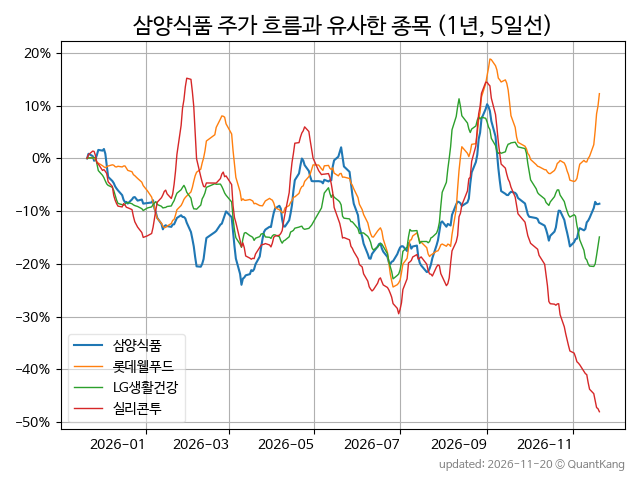 삼양식품 주가 흐름과 유사한 종목 (1년, 5일선)
20%
10%
0%
−10%
−20%
−30%
−40%
−50%
삼양식품
롯데웰푸드
LG생활건강
실리콘투
2026-01
2026-03
2026-05
2026-07
2026-09
2026-11
updated: 2026-11-20 © QuantKang